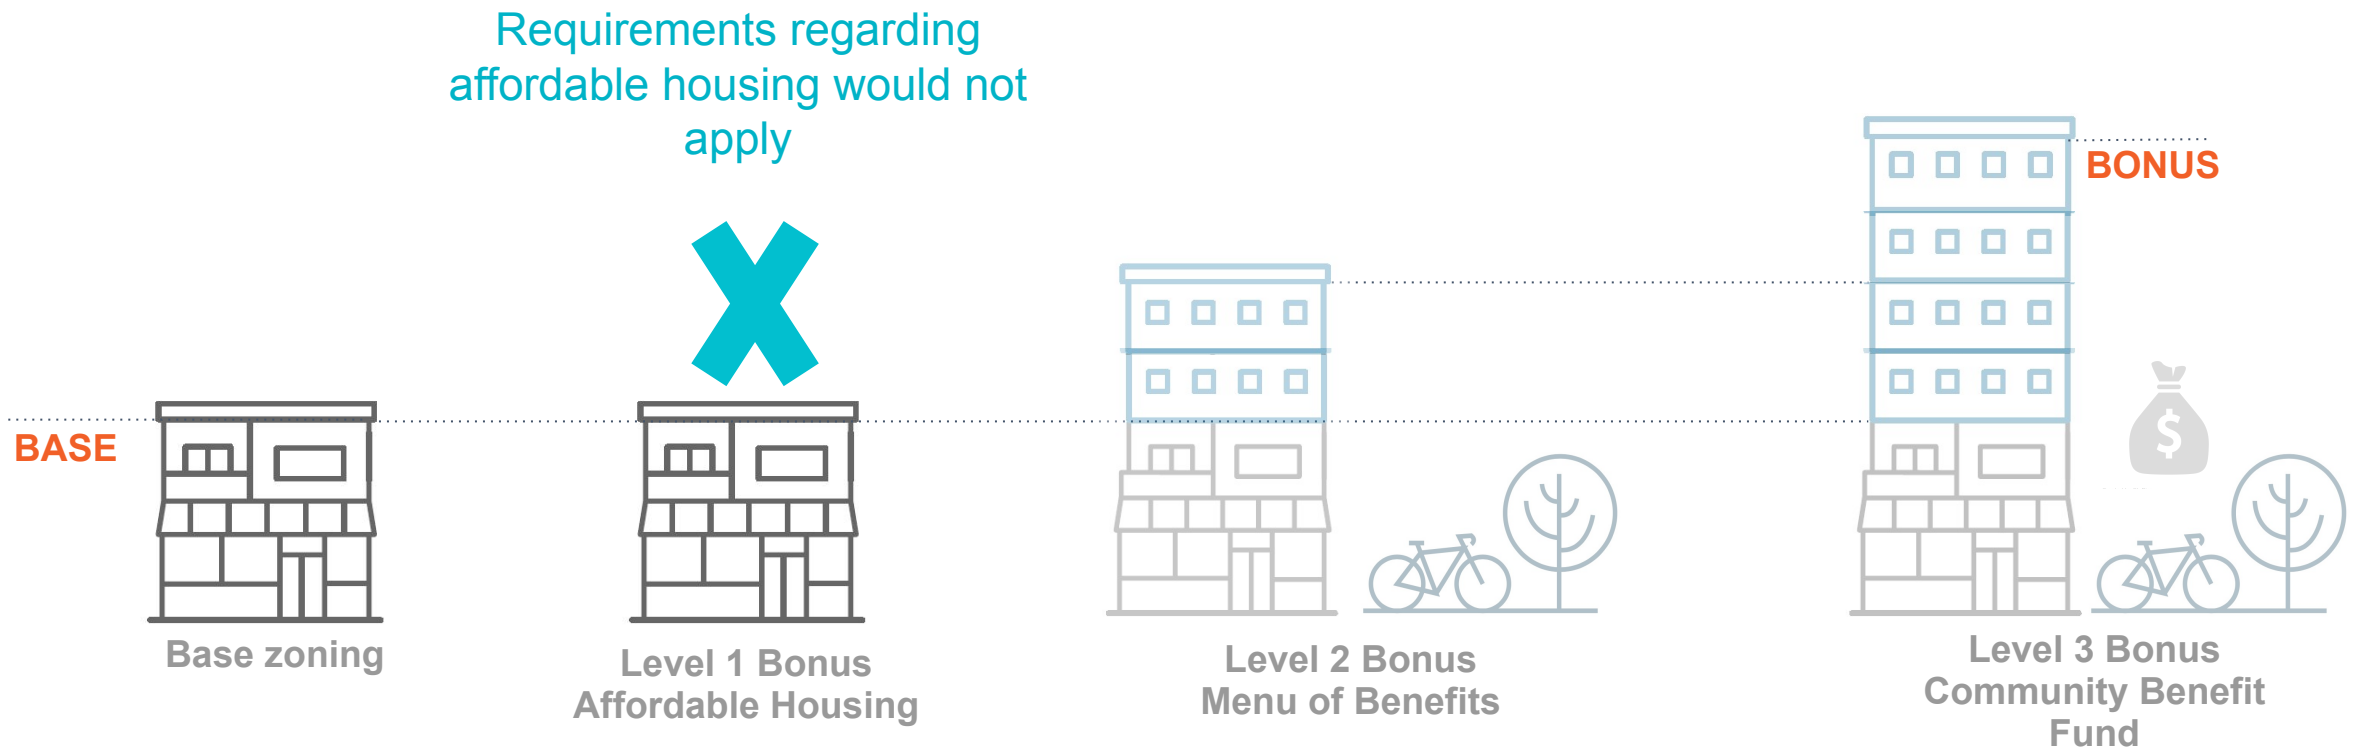 Requirements regarding
affordable housing would not
apply
BONUS
BASE
$
Base zoning
Level 1 Bonus
Affordable Housing
Level 2 Bonus
Menu of Benefits
Level 3 Bonus
Community Benefit
Fund